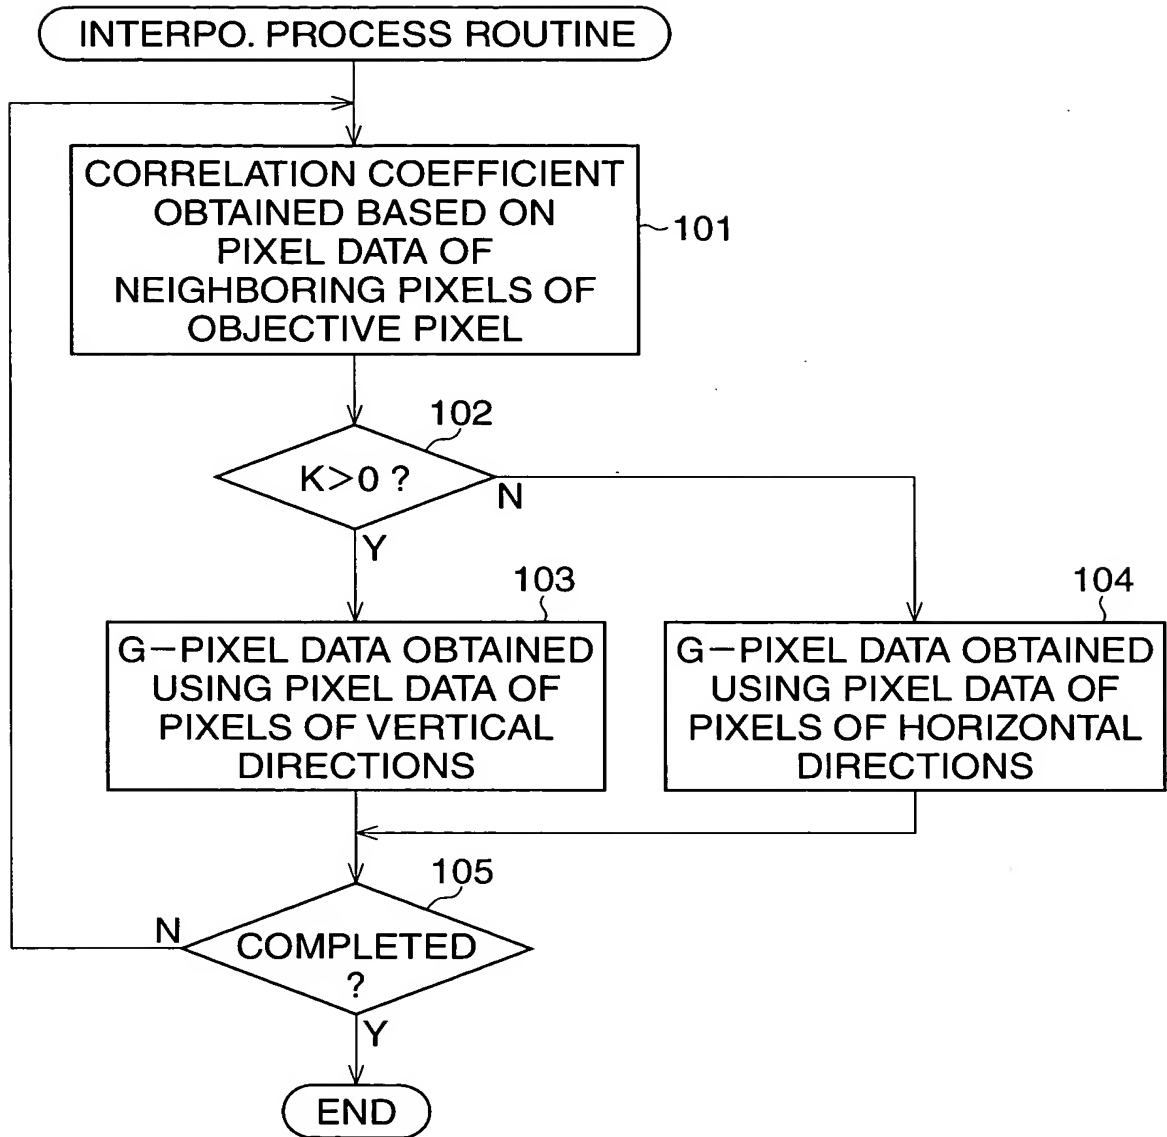 INTERPO. PROCESS ROUTINE
CORRELATION COEFFICIENT
OBTAINED BASED ON
PIXEL DATA OF
NEIGHBORING PIXELS OF
OBJECTIVE PIXEL
101
102
K>0 ?
N
Y
103
G-PIXEL DATA OBTAINED
USING PIXEL DATA OF
PIXELS OF VERTICAL
DIRECTIONS
104
G-PIXEL DATA OBTAINED
USING PIXEL DATA OF
PIXELS OF HORIZONTAL
DIRECTIONS
105
N
COMPLETED
?
Y
END